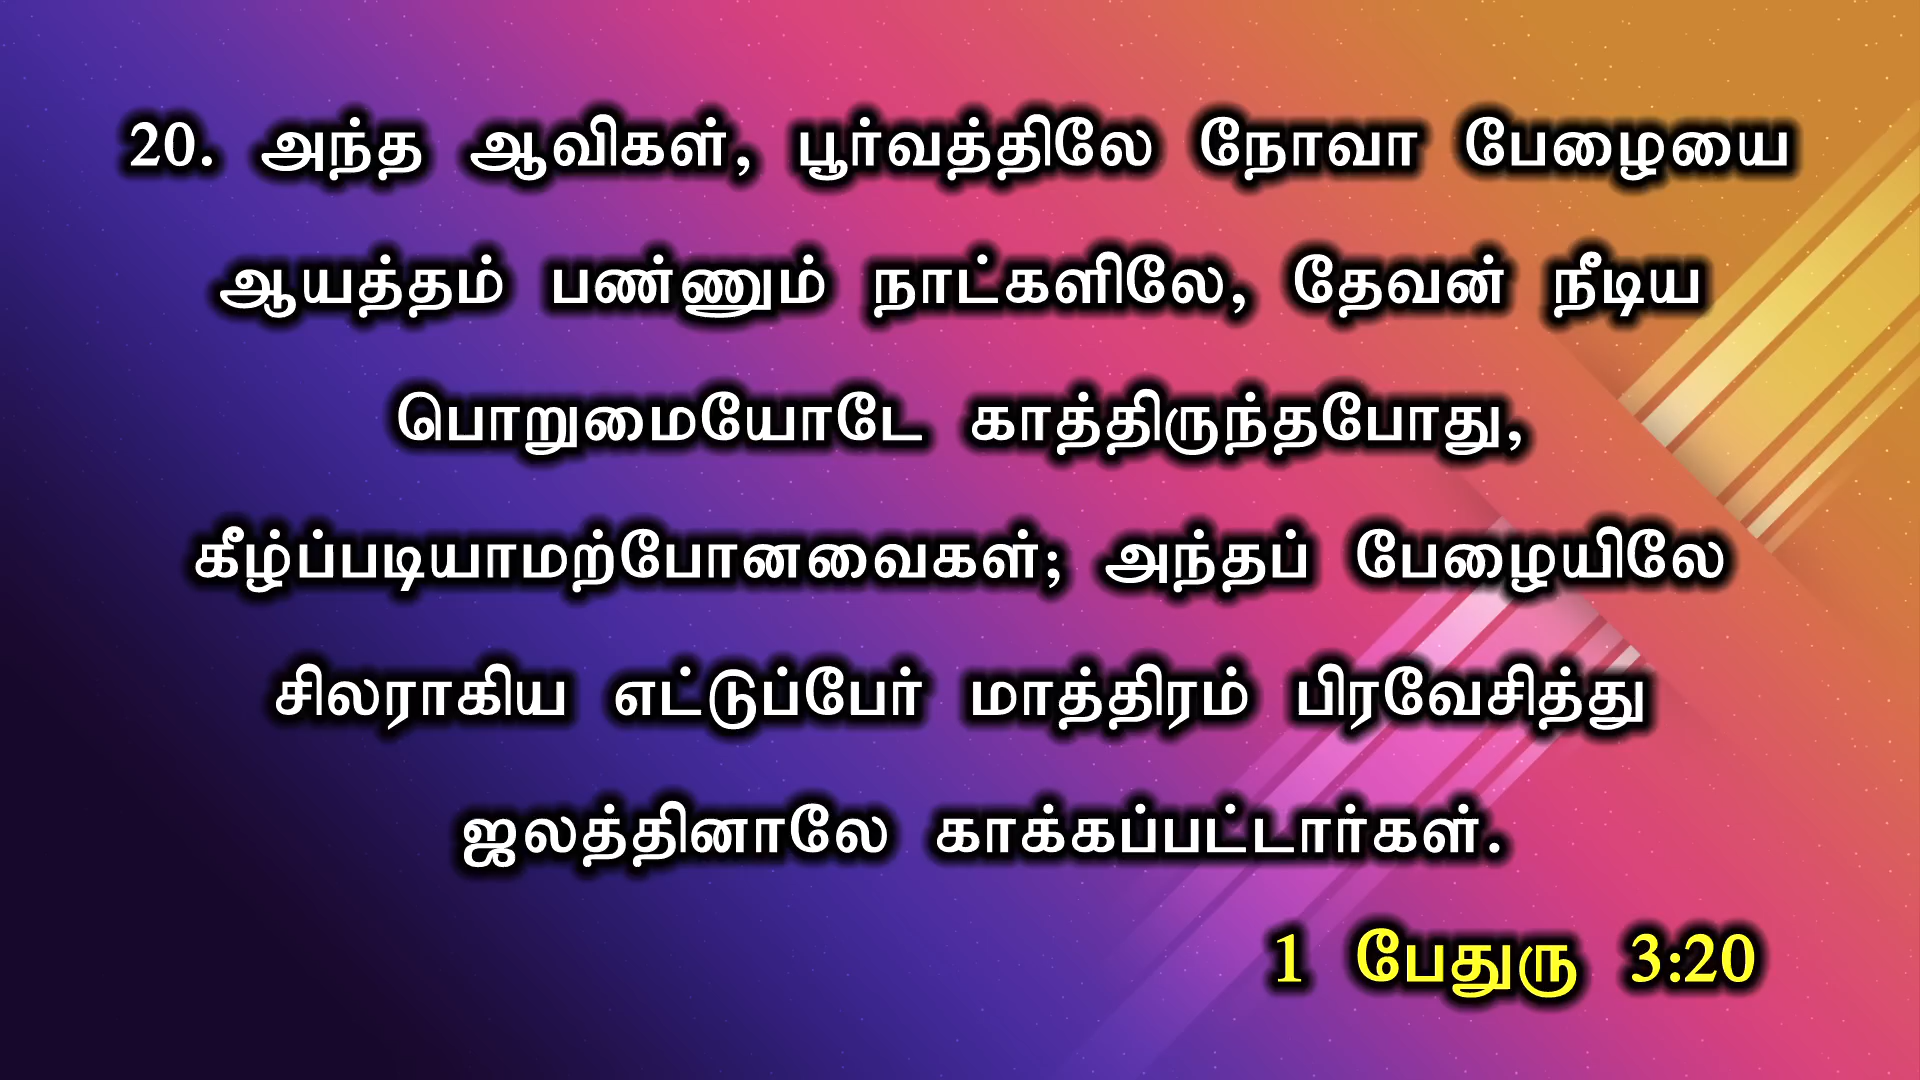 20. அந்த ஆவிகள், பூர்வத்திலே நோவா பேழையை
ஆயத்தம் பண்ணும் நாட்களிலே, தேவன் நீடிய
பொறுமையோடே காத்திருந்தபோது,
கீழ்ப்படியாமற்போனவைகள்; அந்தப் பேழையிலே
சிலராகிய எட்டுப்பேர் மாத்திரம் பிரவேசித்து
ஜலத்தினாலே காக்கப்பட்டார்கள்.
1 பேதுரு 3:20